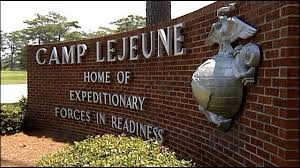 CAMP LEJEUNE
HOME OF
EXPEDITIONARY
FORCES IN READINESS